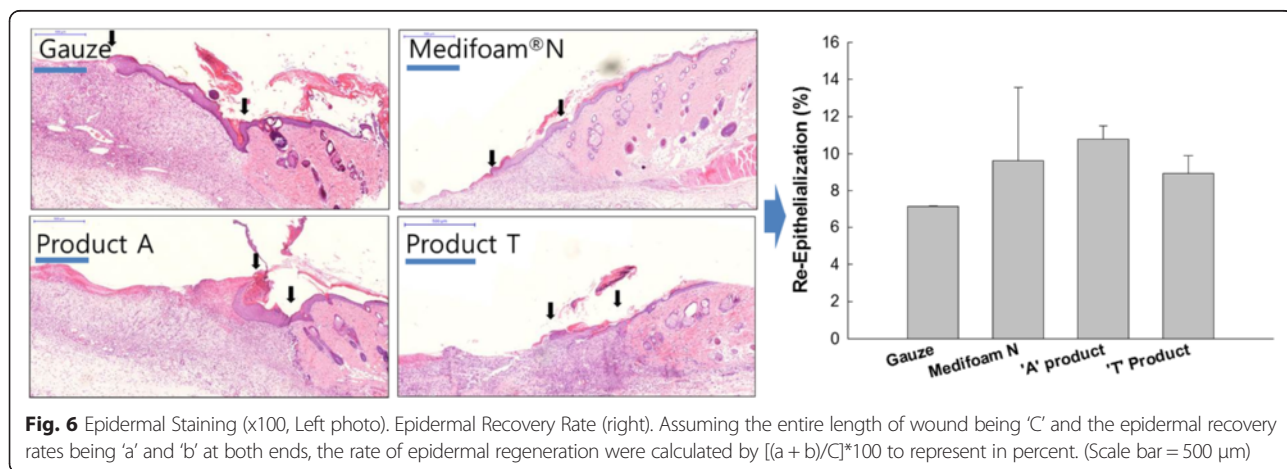 Gauze
Medifoam®N
Product A
Product T
16
14
12
10
8
6
4
2
0
Re-Epithelization (%)
Gauze
Medifoam N
'A' product
'T' Product
Fig. 6 Epidermal Staining (x100, Left photo). Epidermal Recovery Rate (right). Assuming the entire length of wound being ‘C’ and the epidermal recovery
rates being ‘a’ and ‘b’ at both ends, the rate of epidermal regeneration were calculated by [(a + b)/C]*100 to represent in percent. (Scale bar = 500 μm)